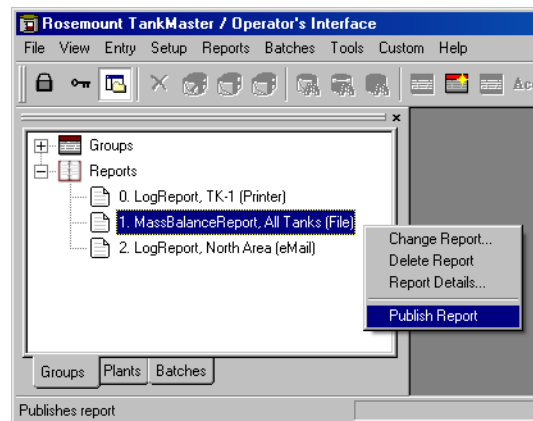 Rosemount TankMaster / Operator's Interface
File View Entry Setup Reports Batches Tools Custom Help
Acc
Groups
Reports
0. LogReport, TK-1 (Printer)
1. MassBalanceReport, All Tanks (File)
2. LogReport, North Area (eMail)
Change Report...
Delete Report
Report Details...
Publish Report
Groups Plants Batches
Publishes report